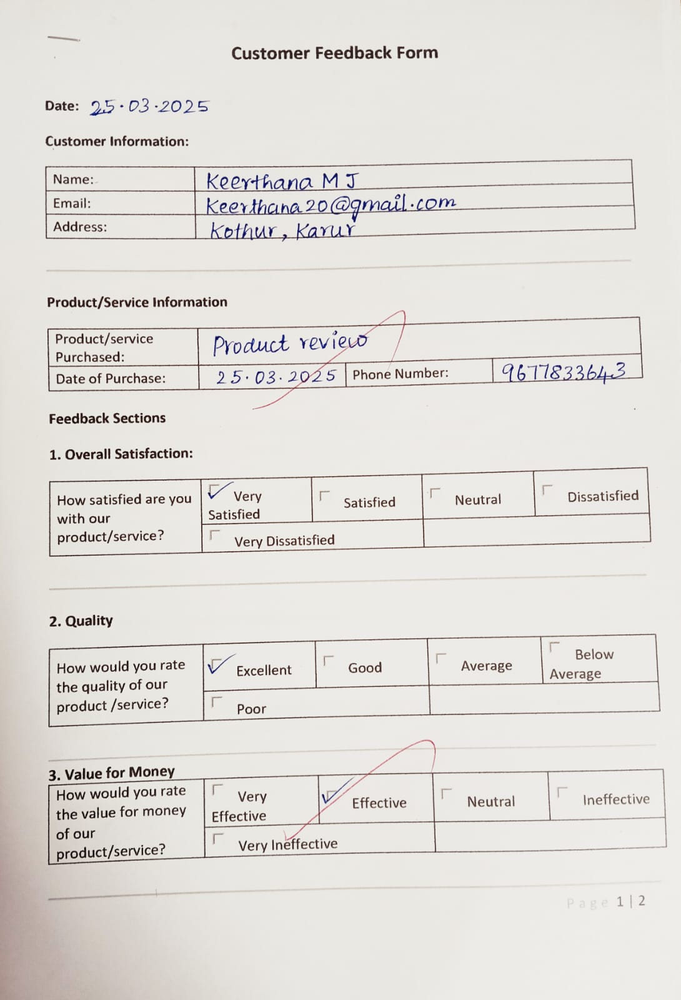 Customer Feedback Form
Date: 25.03.2025
Customer Information:
Name: Keerthana M J
Email: Keerthana20@gmail.com
Address: Kothur, Karur
Product/Service Information
Product/service Purchased: Product review
Date of Purchase: 25.03.2025 Phone Number: 9677833643
Feedback Sections
1. Overall Satisfaction:
How satisfied are you with our product/service?
Very Satisfied
Satisfied
Neutral
Dissatisfied
Very Dissatisfied
2. Quality
How would you rate the quality of our product /service?
Excellent
Good
Average
Below Average
Poor
3. Value for Money
How would you rate the value for money of our product/service?
Very Effective
Effective
Neutral
Ineffective
Very Ineffective
Page 1 | 2